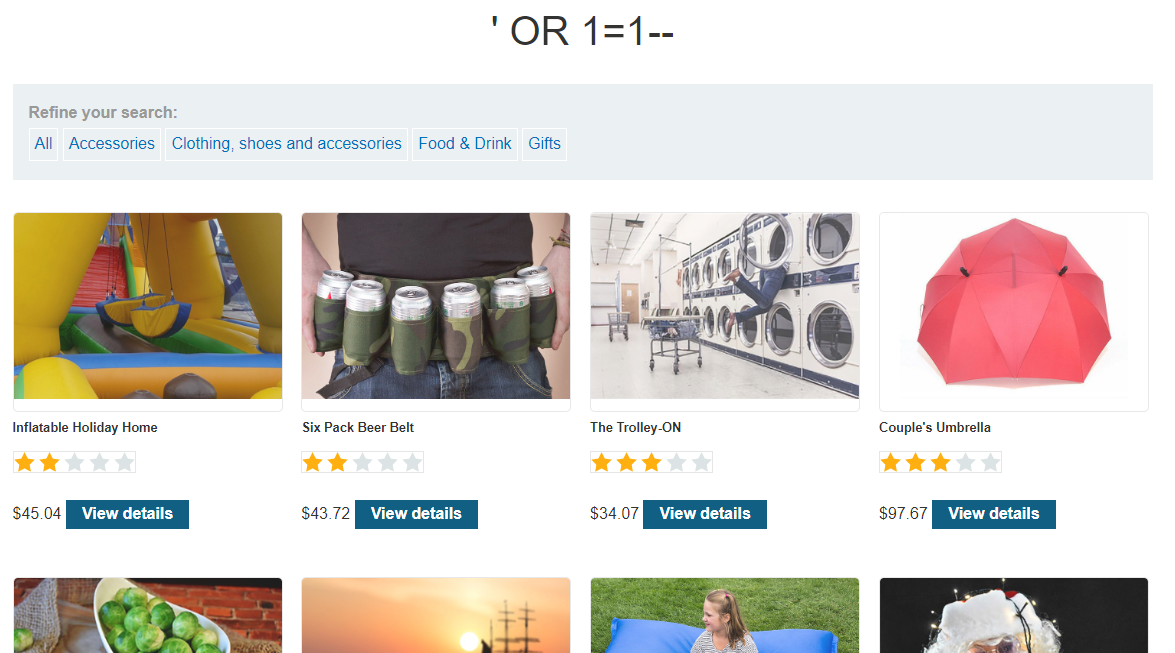 ' OR 1=1--
Refine your search:
All Accessories Clothing, shoes and accessories Food & Drink Gifts
Inflatable Holiday Home Six Pack Beer Belt The Trolley-ON Couple's Umbrella
$45.04 View details $43.72 View details $34.07 View details $97.67 View details